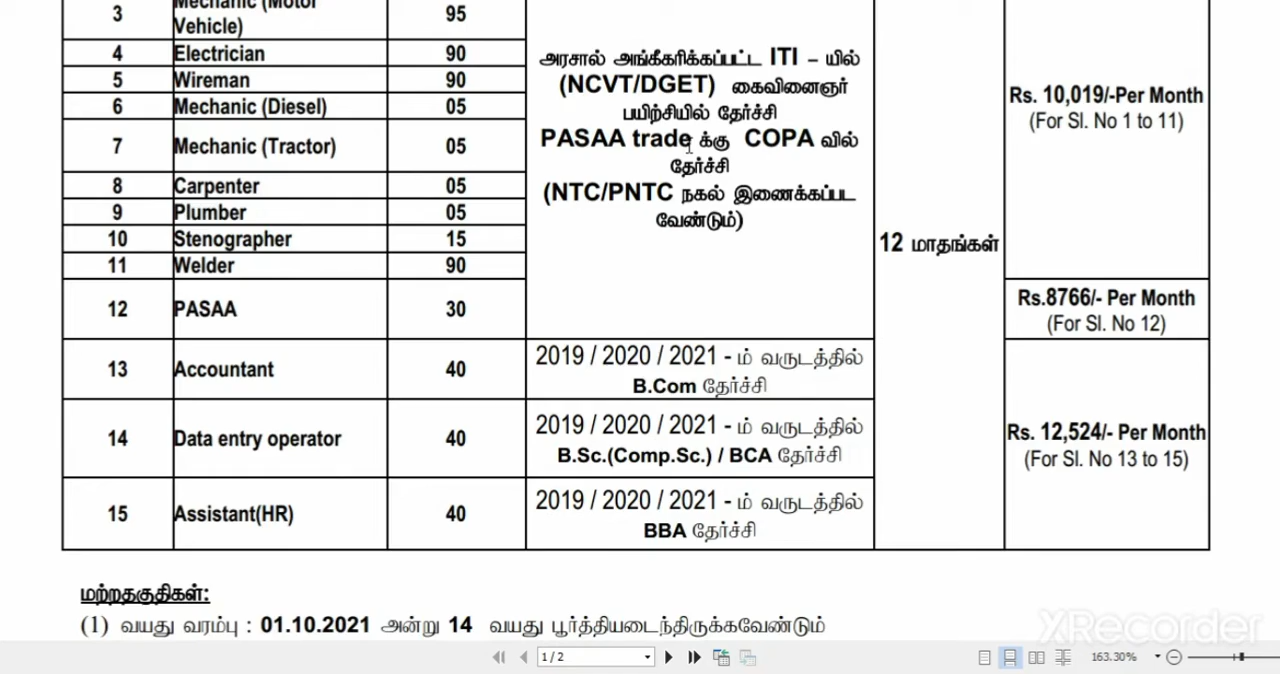 3 Mechanic (Motor Vehicle) 95
4 Electrician 90
5 Wireman 90
6 Mechanic (Diesel) 05
7 Mechanic (Tractor) 05
8 Carpenter 05
9 Plumber 05
10 Stenographer 15
11 Welder 90
12 PASAA 30
அரசால் அங்கீகரிக்கப்பட்ட ITI – யில்
(NCVT/DGET) கைவினைஞர்
பயிற்சியில் தேர்ச்சி
PASAA trade க்கு COPA வில்
தேர்ச்சி
(NTC/PNTC நகல் இணைக்கப்பட
வேண்டும்)
12 மாதங்கள்
Rs. 10,019/-Per Month
(For Sl. No 1 to 11)
Rs.8766/- Per Month
(For Sl. No 12)
13 Accountant 40
2019 / 2020 / 2021 - ம் வருடத்தில்
B.Com தேர்ச்சி
14 Data entry operator 40
2019 / 2020 / 2021 - ம் வருடத்தில்
B.Sc.(Comp.Sc.) / BCA தேர்ச்சி
15 Assistant(HR) 40
2019 / 2020 / 2021 - ம் வருடத்தில்
BBA தேர்ச்சி
Rs. 12,524/- Per Month
(For Sl. No 13 to 15)
மற்றதகுதிகள்:
(1) வயது வரம்பு : 01.10.2021 அன்று 14 வயது பூர்த்தியடைந்திருக்கவேண்டும்
XRecorder
1 / 2
163.30%